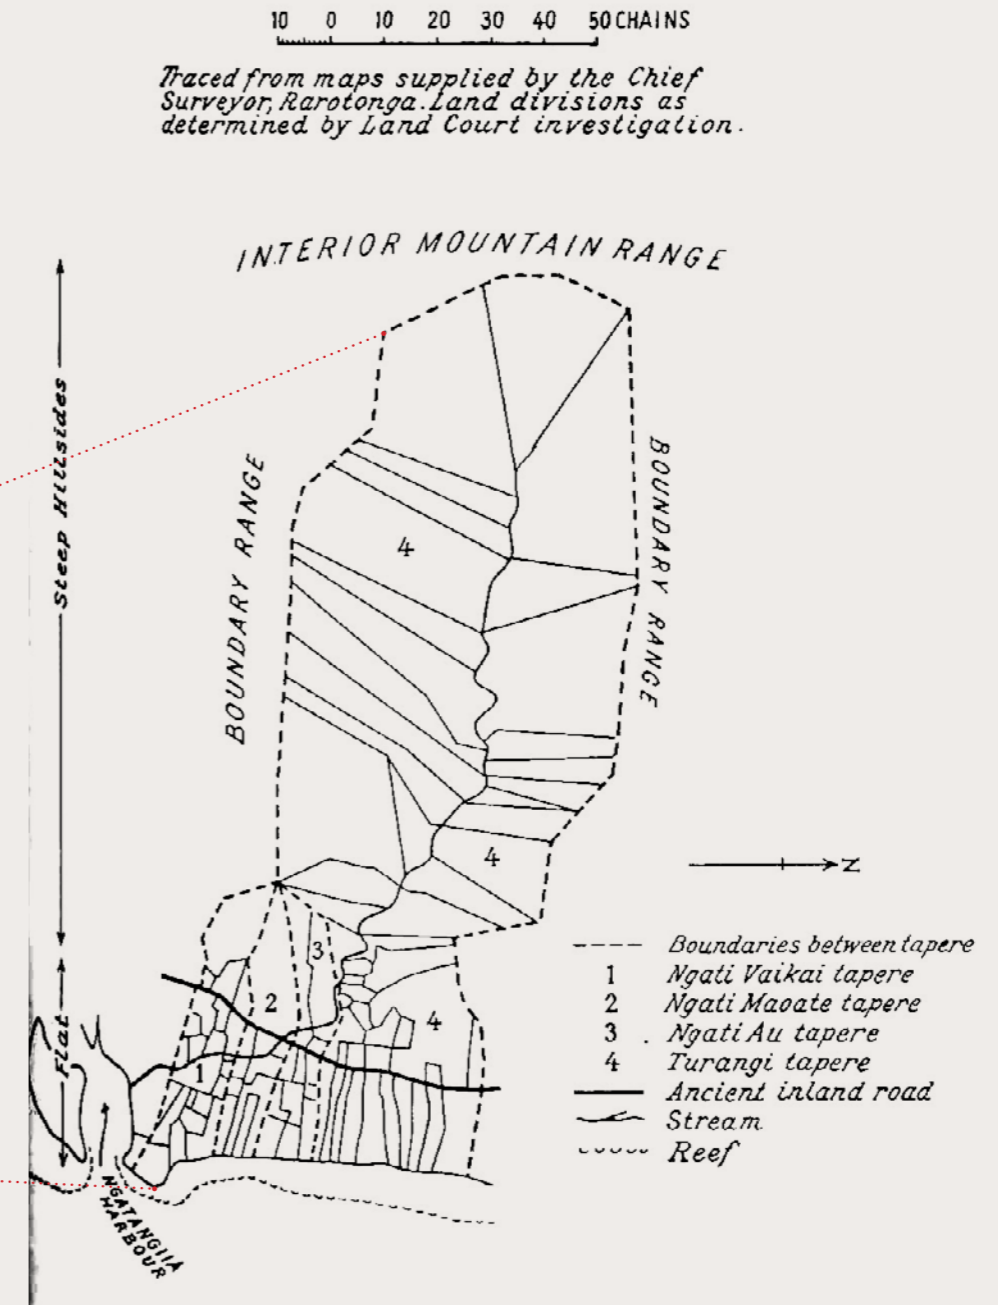 10 0 10 20 30 40 50 CHAINS
Traced from maps supplied by the Chief
Surveyor, Rarotonga. Land divisions as
determined by Land Court investigation.
INTERIOR MOUNTAIN RANGE
Steep Hillsides
BOUNDARY RANGE
BOUNDARY RANGE
4
4
N
3
2
4
1
Flat
NGATANGIIA
HARBOUR
Boundaries between tapere
1 Ngati Vaikai tapere
2 Ngati Maoate tapere
3 . Ngati Au tapere
4 Turangi tapere
Ancient inland road
Stream
Reef